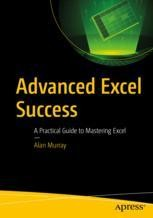 Advanced Excel
Success
A Practical Guide to Mastering Excel
—
Alan Murray
Apress®